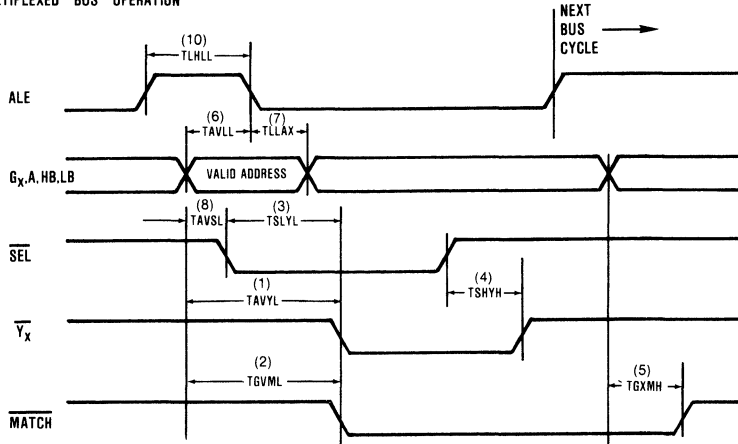 BUS OPERATION
NEXT
BUS
CYCLE
(10)
TLHLL
ALE
(6)
TAVLL
(7)
TLLAX
GX,A,HB,LB
VALID ADDRESS
(8)
TAVSL
(3)
TSLYL
SEL
(4)
TSHYH
(1)
TAVYL
YX
(2)
TGVML
(5)
TGXMH
MATCH